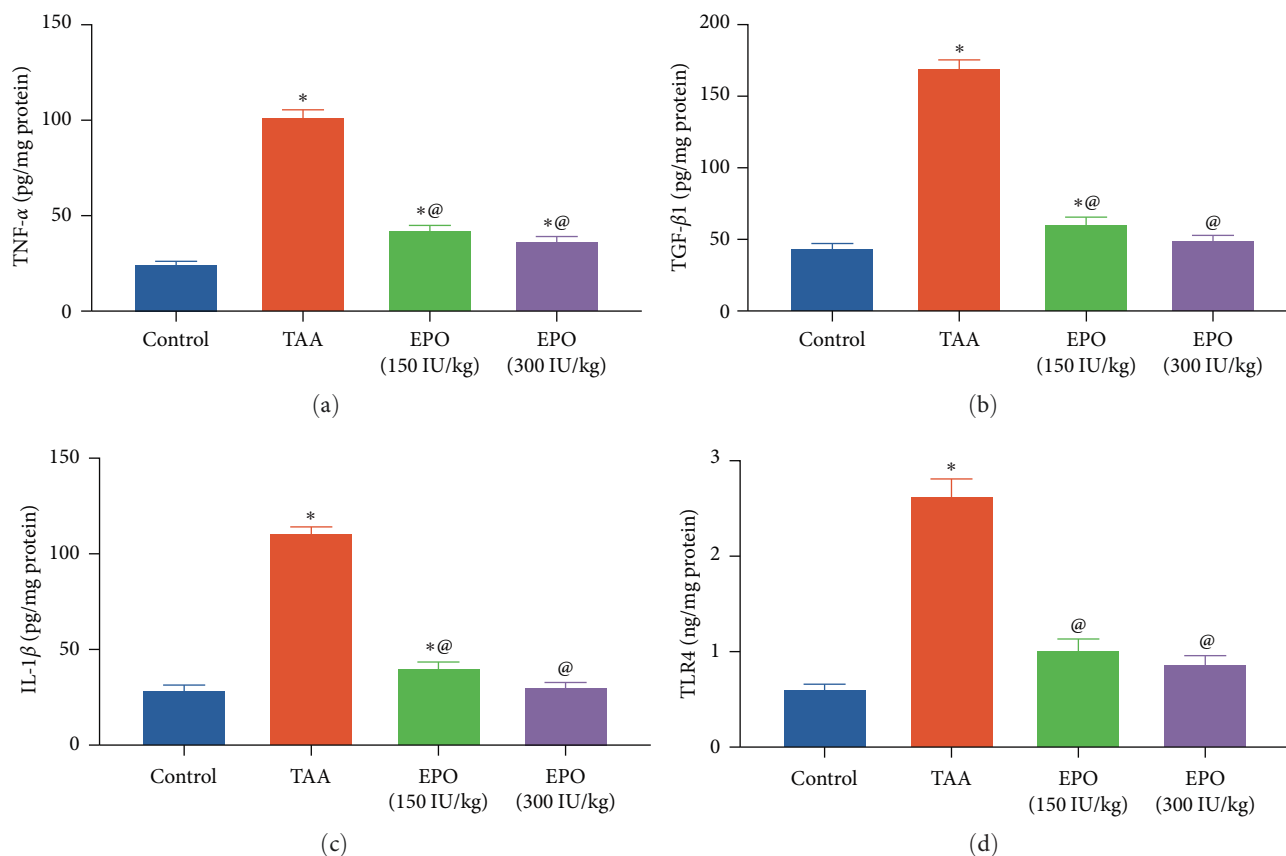 150
100
50
0
TNF-α (pg/mg protein)
*
*@
*@
Control
TAA
EPO
(150 IU/kg)
EPO
(300 IU/kg)
(a)
200
150
100
50
0
TGF-β1 (pg/mg protein)
*
*@
@
Control
TAA
EPO
(150 IU/kg)
EPO
(300 IU/kg)
(b)
150
100
50
0
IL-1β (pg/mg protein)
*
*@
@
Control
TAA
EPO
(150 IU/kg)
EPO
(300 IU/kg)
(c)
3
2
1
0
TLR4 (ng/mg protein)
*
@
@
Control
TAA
EPO
(150 IU/kg)
EPO
(300 IU/kg)
(d)